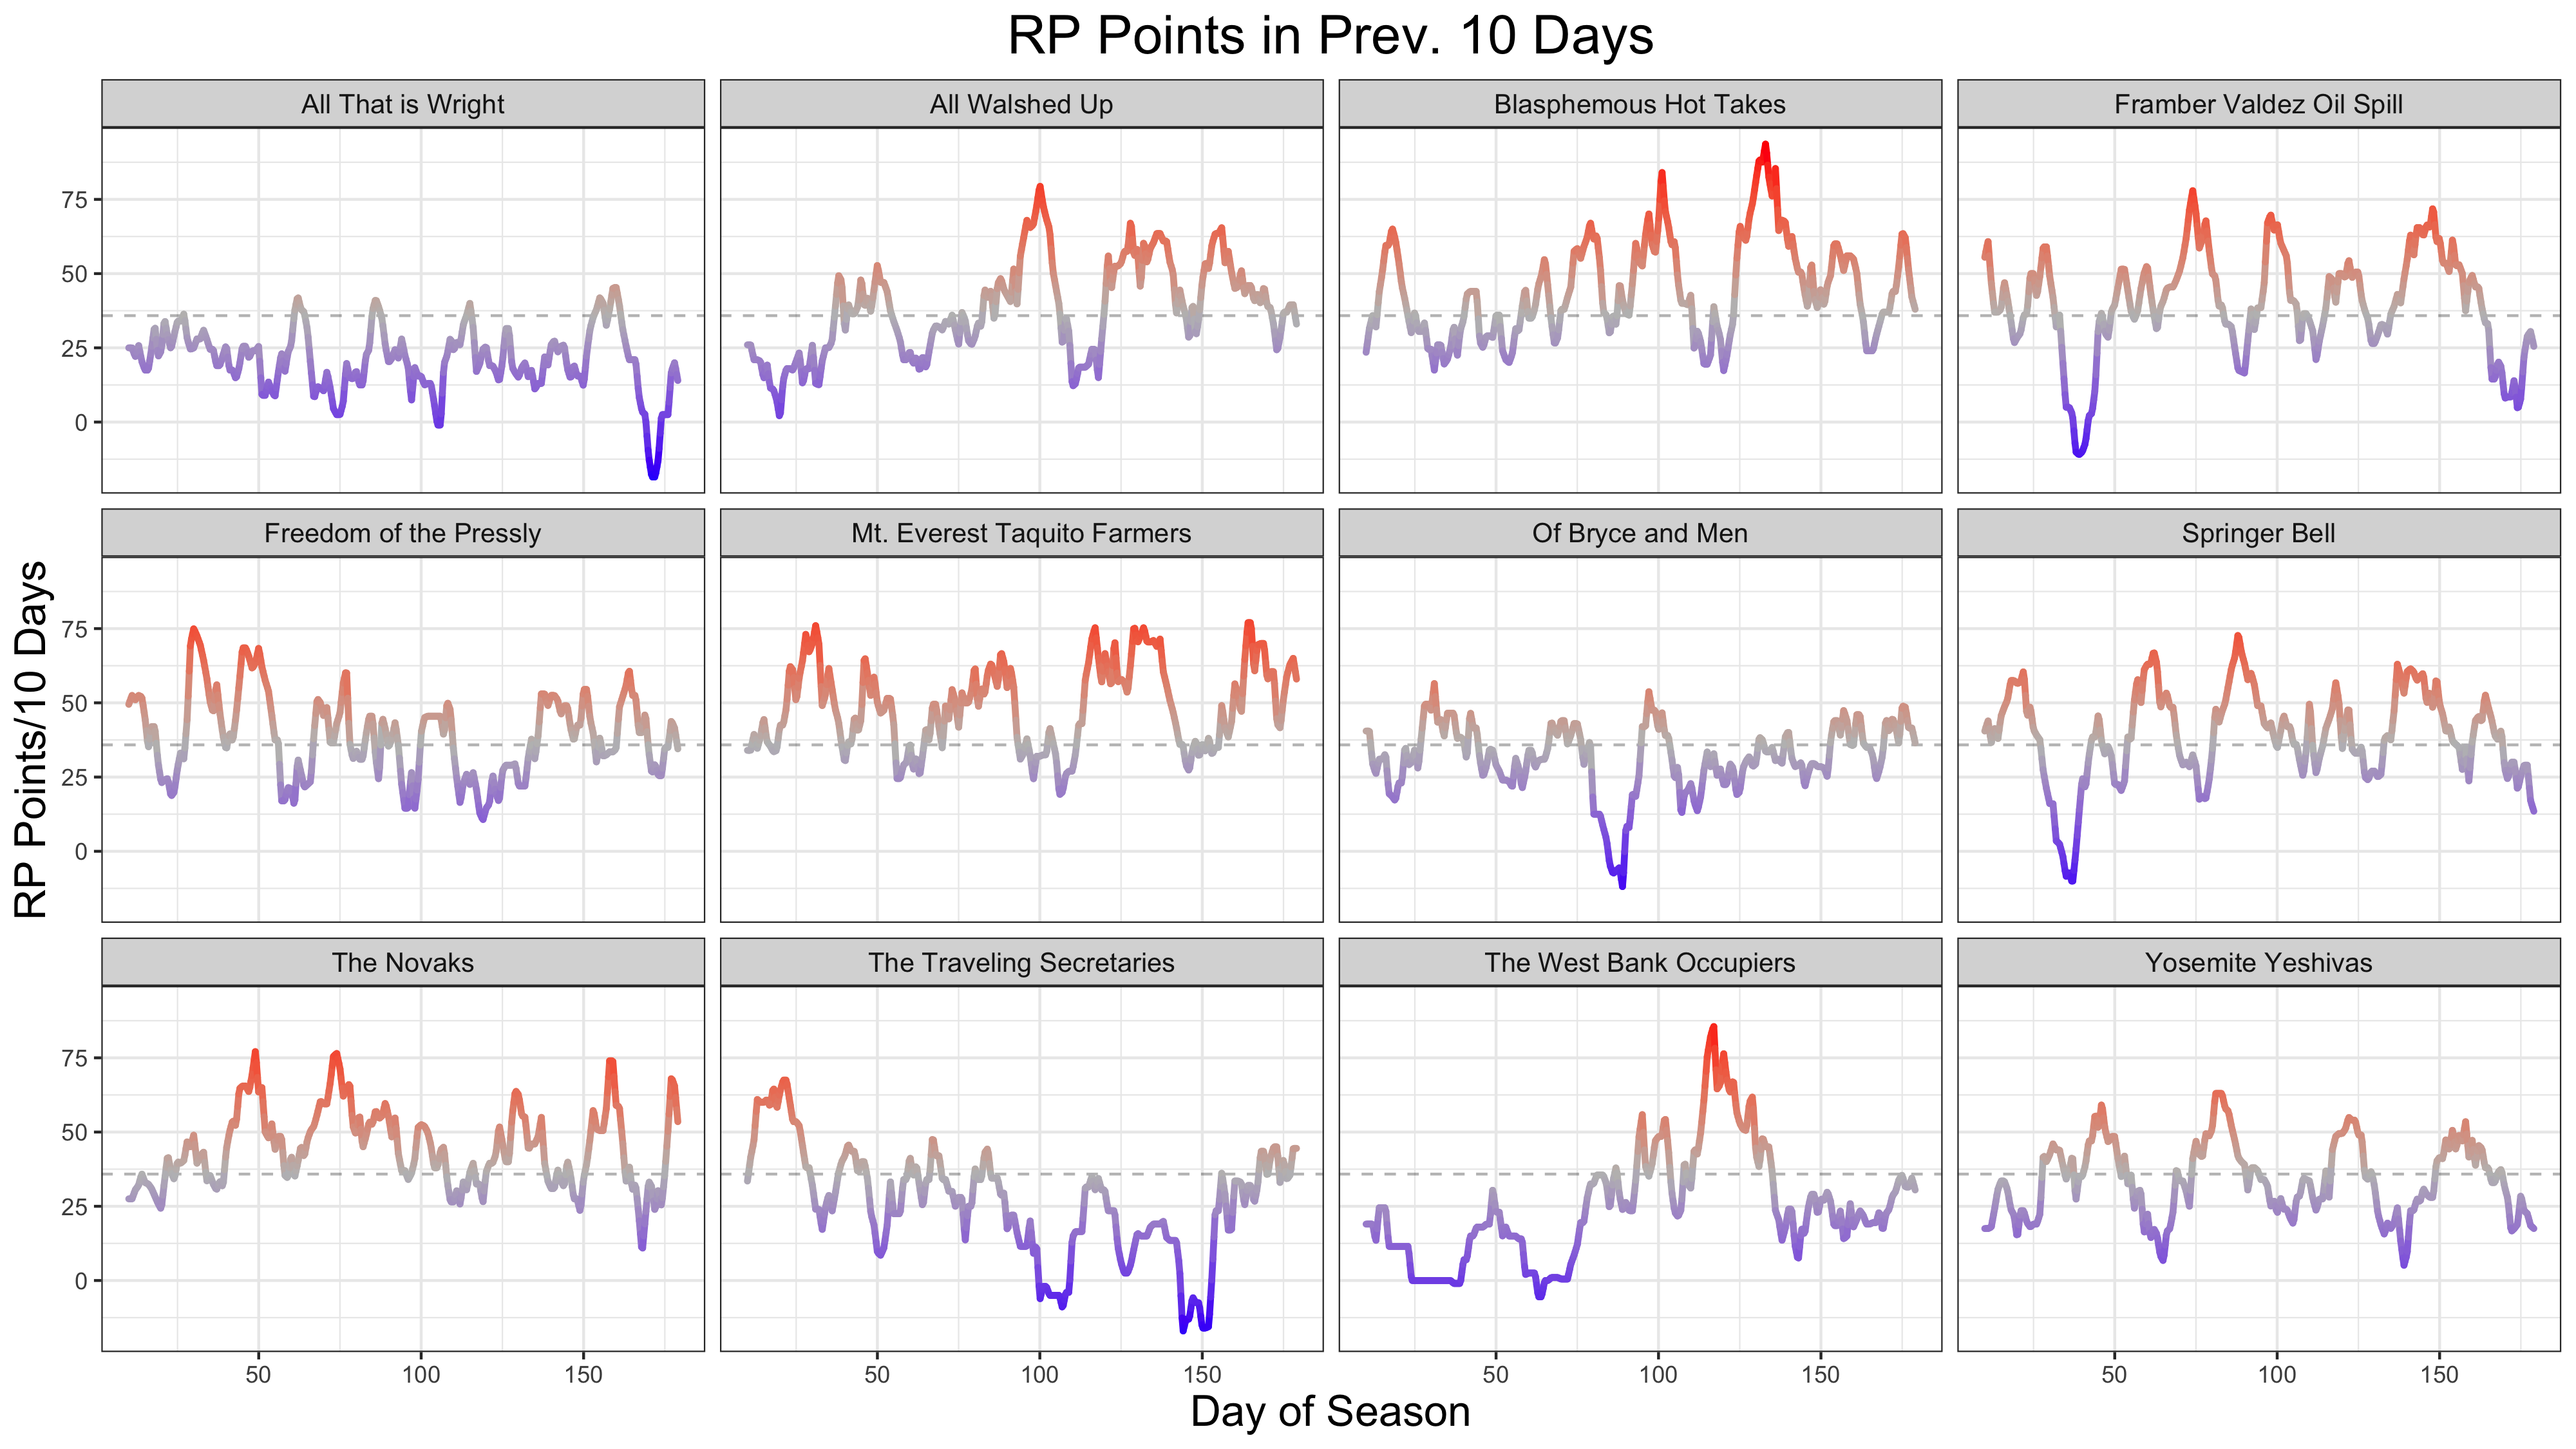 RP Points in Prev. 10 Days
All That is Wright
All Walshed Up
Blasphemous Hot Takes
Framber Valdez Oil Spill
75
50
25
0
Freedom of the Pressly
Mt. Everest Taquito Farmers
Of Bryce and Men
Springer Bell
RP Points/10 Days
75
50
25
0
The Novaks
The Traveling Secretaries
The West Bank Occupiers
Yosemite Yeshivas
75
50
25
0
50 100 150 50 100 150 50 100 150 50 100 150
Day of Season